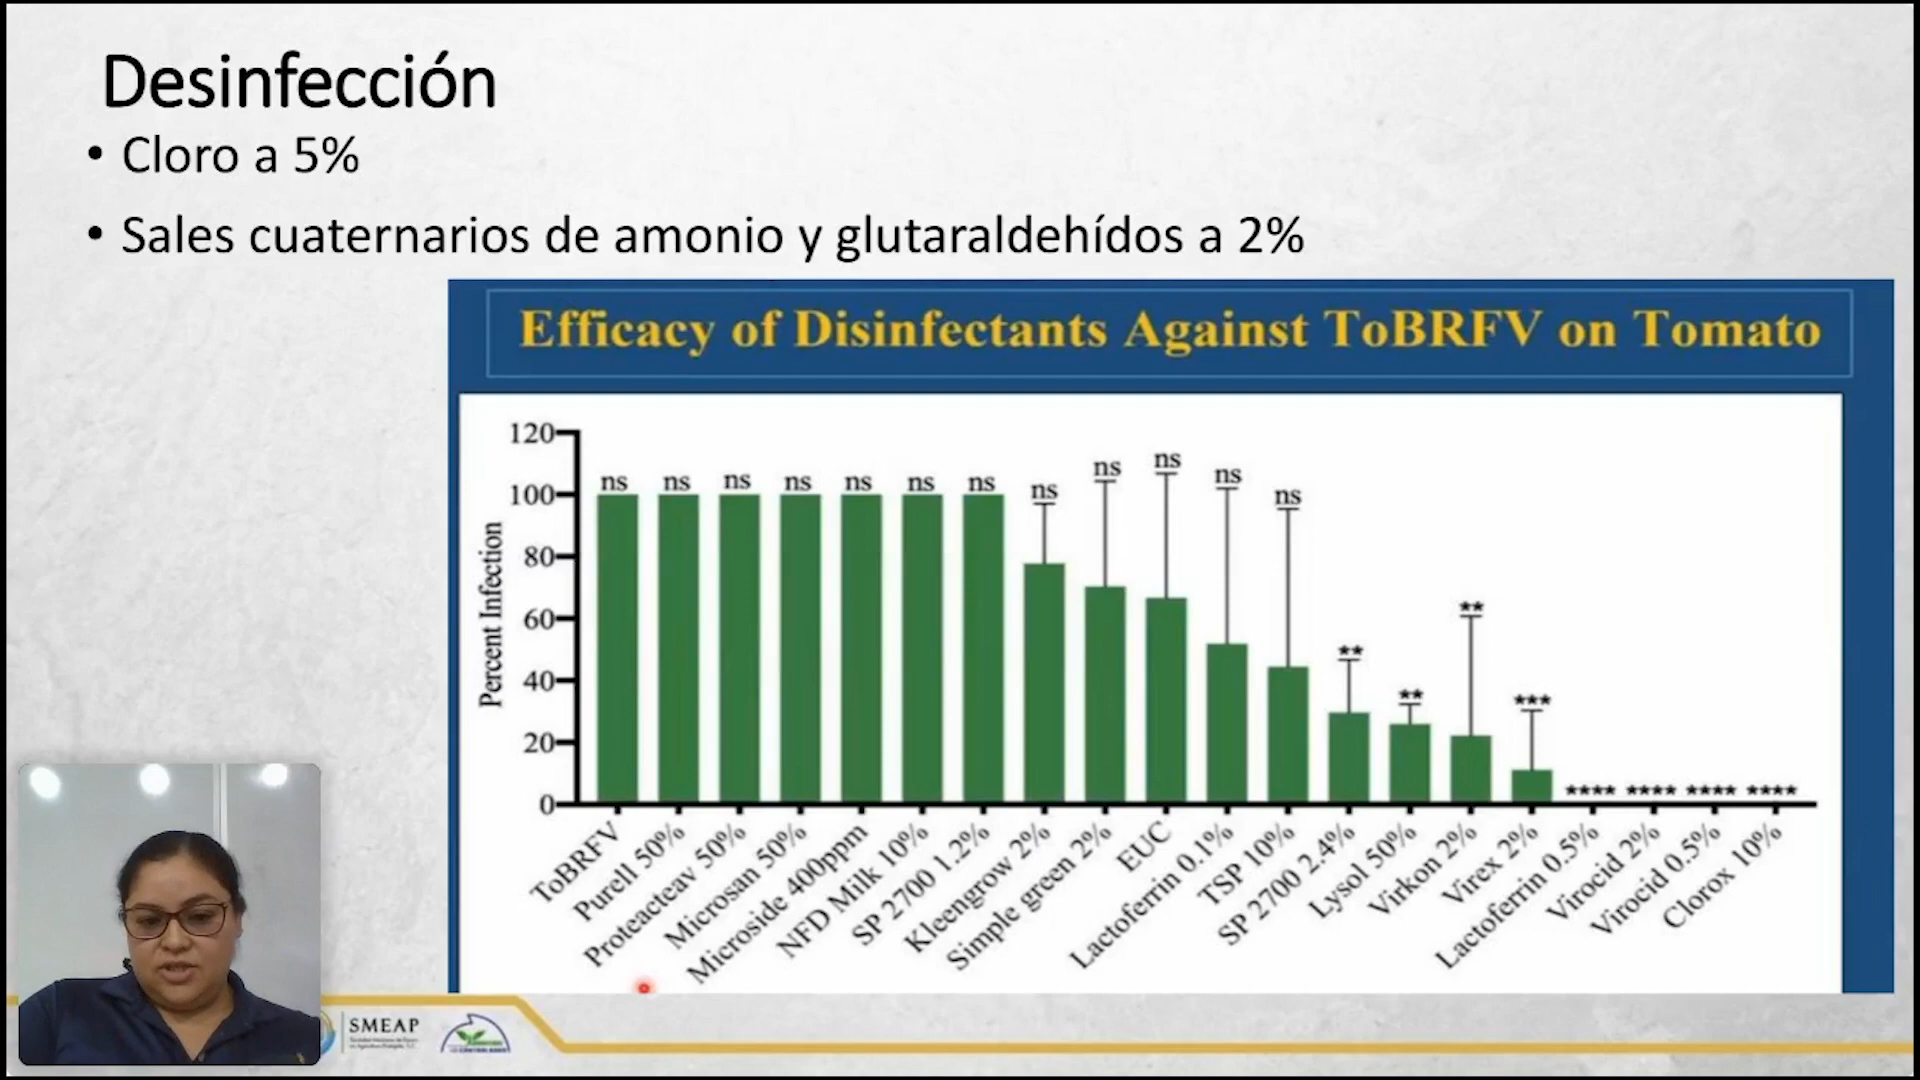 Desinfección
• Cloro a 5%
• Sales cuaternarios de amonio y glutaraldehídos a 2%
Efficacy of Disinfectants Against ToBRFV on Tomato
Percent Infection
120
100
80
60
40
20
0
ns ns ns ns ns ns ns ns ns ns ns ns ** ** ** *** **** **** **** ****
ToBRFV
Purell 50%
Proteacteav 50%
Microsan 50%
Microside 400ppm
NFD Milk 10%
SP 2700 1.2%
Kleengrow 2%
Simple green 2%
EUC
Lactoferrin 0.1%
TSP 10%
SP 2700 2.4%
Lysol 50%
Virkon 2%
Virex 2%
Lactoferrin 0.5%
Virocid 2%
Virocid 0.5%
Clorox 10%
SMEAP